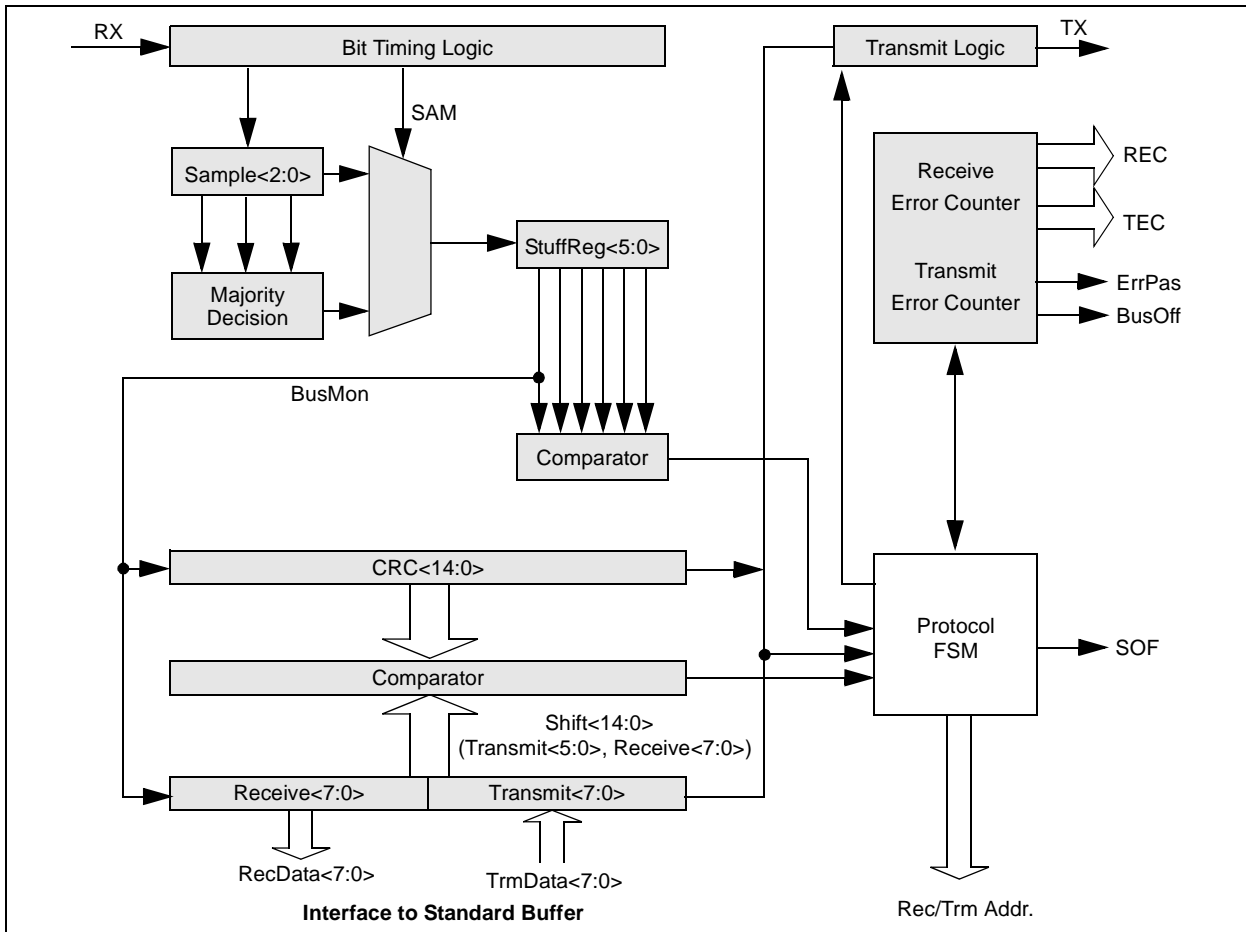 RX
Bit Timing Logic
Transmit Logic
TX
SAM
Sample<2:0>
Majority
Decision
StuffReg<5:0>
Receive
Error Counter
Transmit
Error Counter
REC
TEC
ErrPas
BusOff
BusMon
Comparator
CRC<14:0>
Comparator
Protocol
FSM
SOF
Shift<14:0>
(Transmit<5:0>, Receive<7:0>)
Receive<7:0>
Transmit<7:0>
RecData<7:0>
TrmData<7:0>
Interface to Standard Buffer
Rec/Trm Addr.